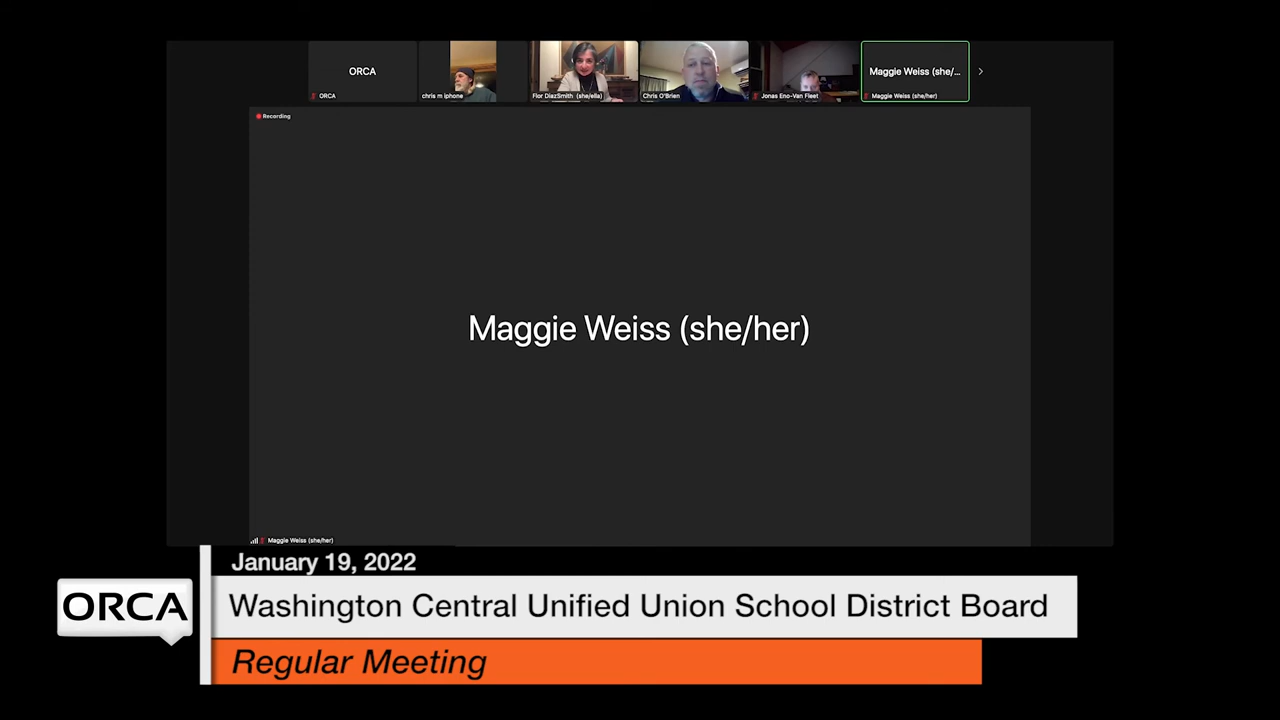 ORCA
Maggie Weiss (she/...
ORCA
chris m iphone
Flor DiazSmith (she/ella)
Chris O'Brien
Jonas Eno-Van Fleet
Maggie Weiss (she/her)
Recording
Maggie Weiss (she/her)
Maggie Weiss (she/her)
January 19, 2022
ORCA
Washington Central Unified Union School District Board
Regular Meeting